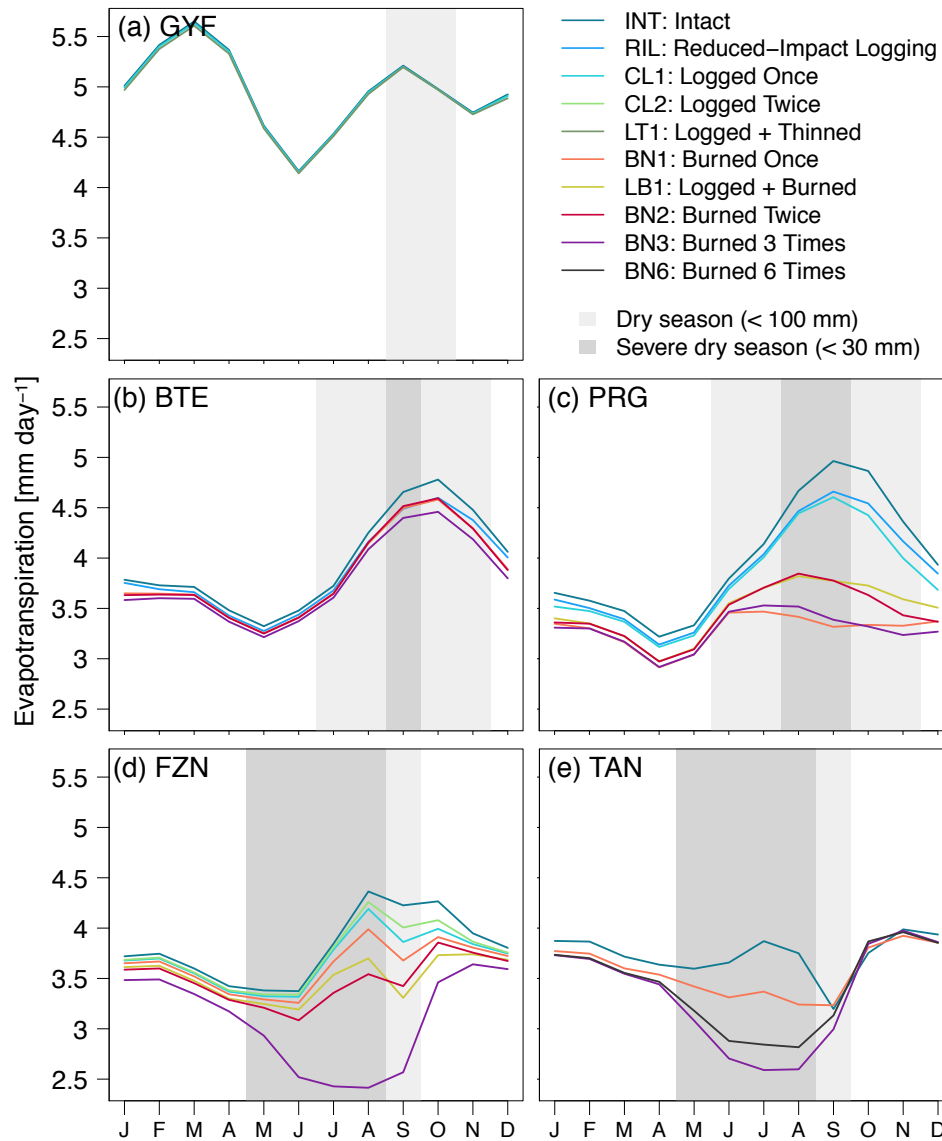 (a) GYF
5.5
5
4.5
4
3.5
3
2.5
INT: Intact
RIL: Reduced−Impact Logging
CL1: Logged Once
CL2: Logged Twice
LT1: Logged + Thinned
BN1: Burned Once
LB1: Logged + Burned
BN2: Burned Twice
BN3: Burned 3 Times
BN6: Burned 6 Times
Dry season (< 100 mm)
Severe dry season (< 30 mm)
Evapotranspiration [mm day⁻¹]
(b) BTE
5.5
5
4.5
4
3.5
3
2.5
(c) PRG
(d) FZN
5.5
5
4.5
4
3.5
3
2.5
J F M A M J J A S O N D
(e) TAN
J F M A M J J A S O N D